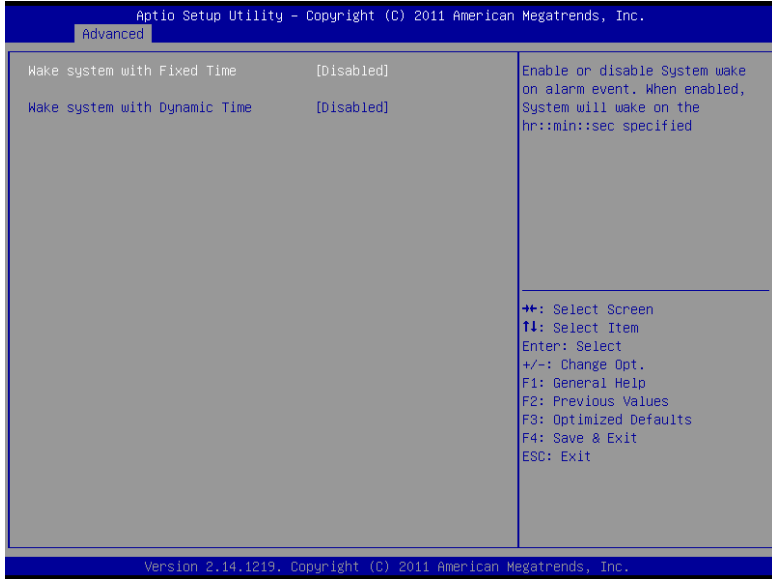 Aptio Setup Utility – Copyright (C) 2011 American Megatrends, Inc.
Advanced
Wake system with Fixed Time [Disabled]
Wake system with Dynamic Time [Disabled]
Enable or disable System wake
on alarm event. When enabled,
System will wake on the
hr::min::sec specified
→←: Select Screen
↑↓: Select Item
Enter: Select
+/-: Change Opt.
F1: General Help
F2: Previous Values
F3: Optimized Defaults
F4: Save & Exit
ESC: Exit
Version 2.14.1219. Copyright (C) 2011 American Megatrends, Inc.